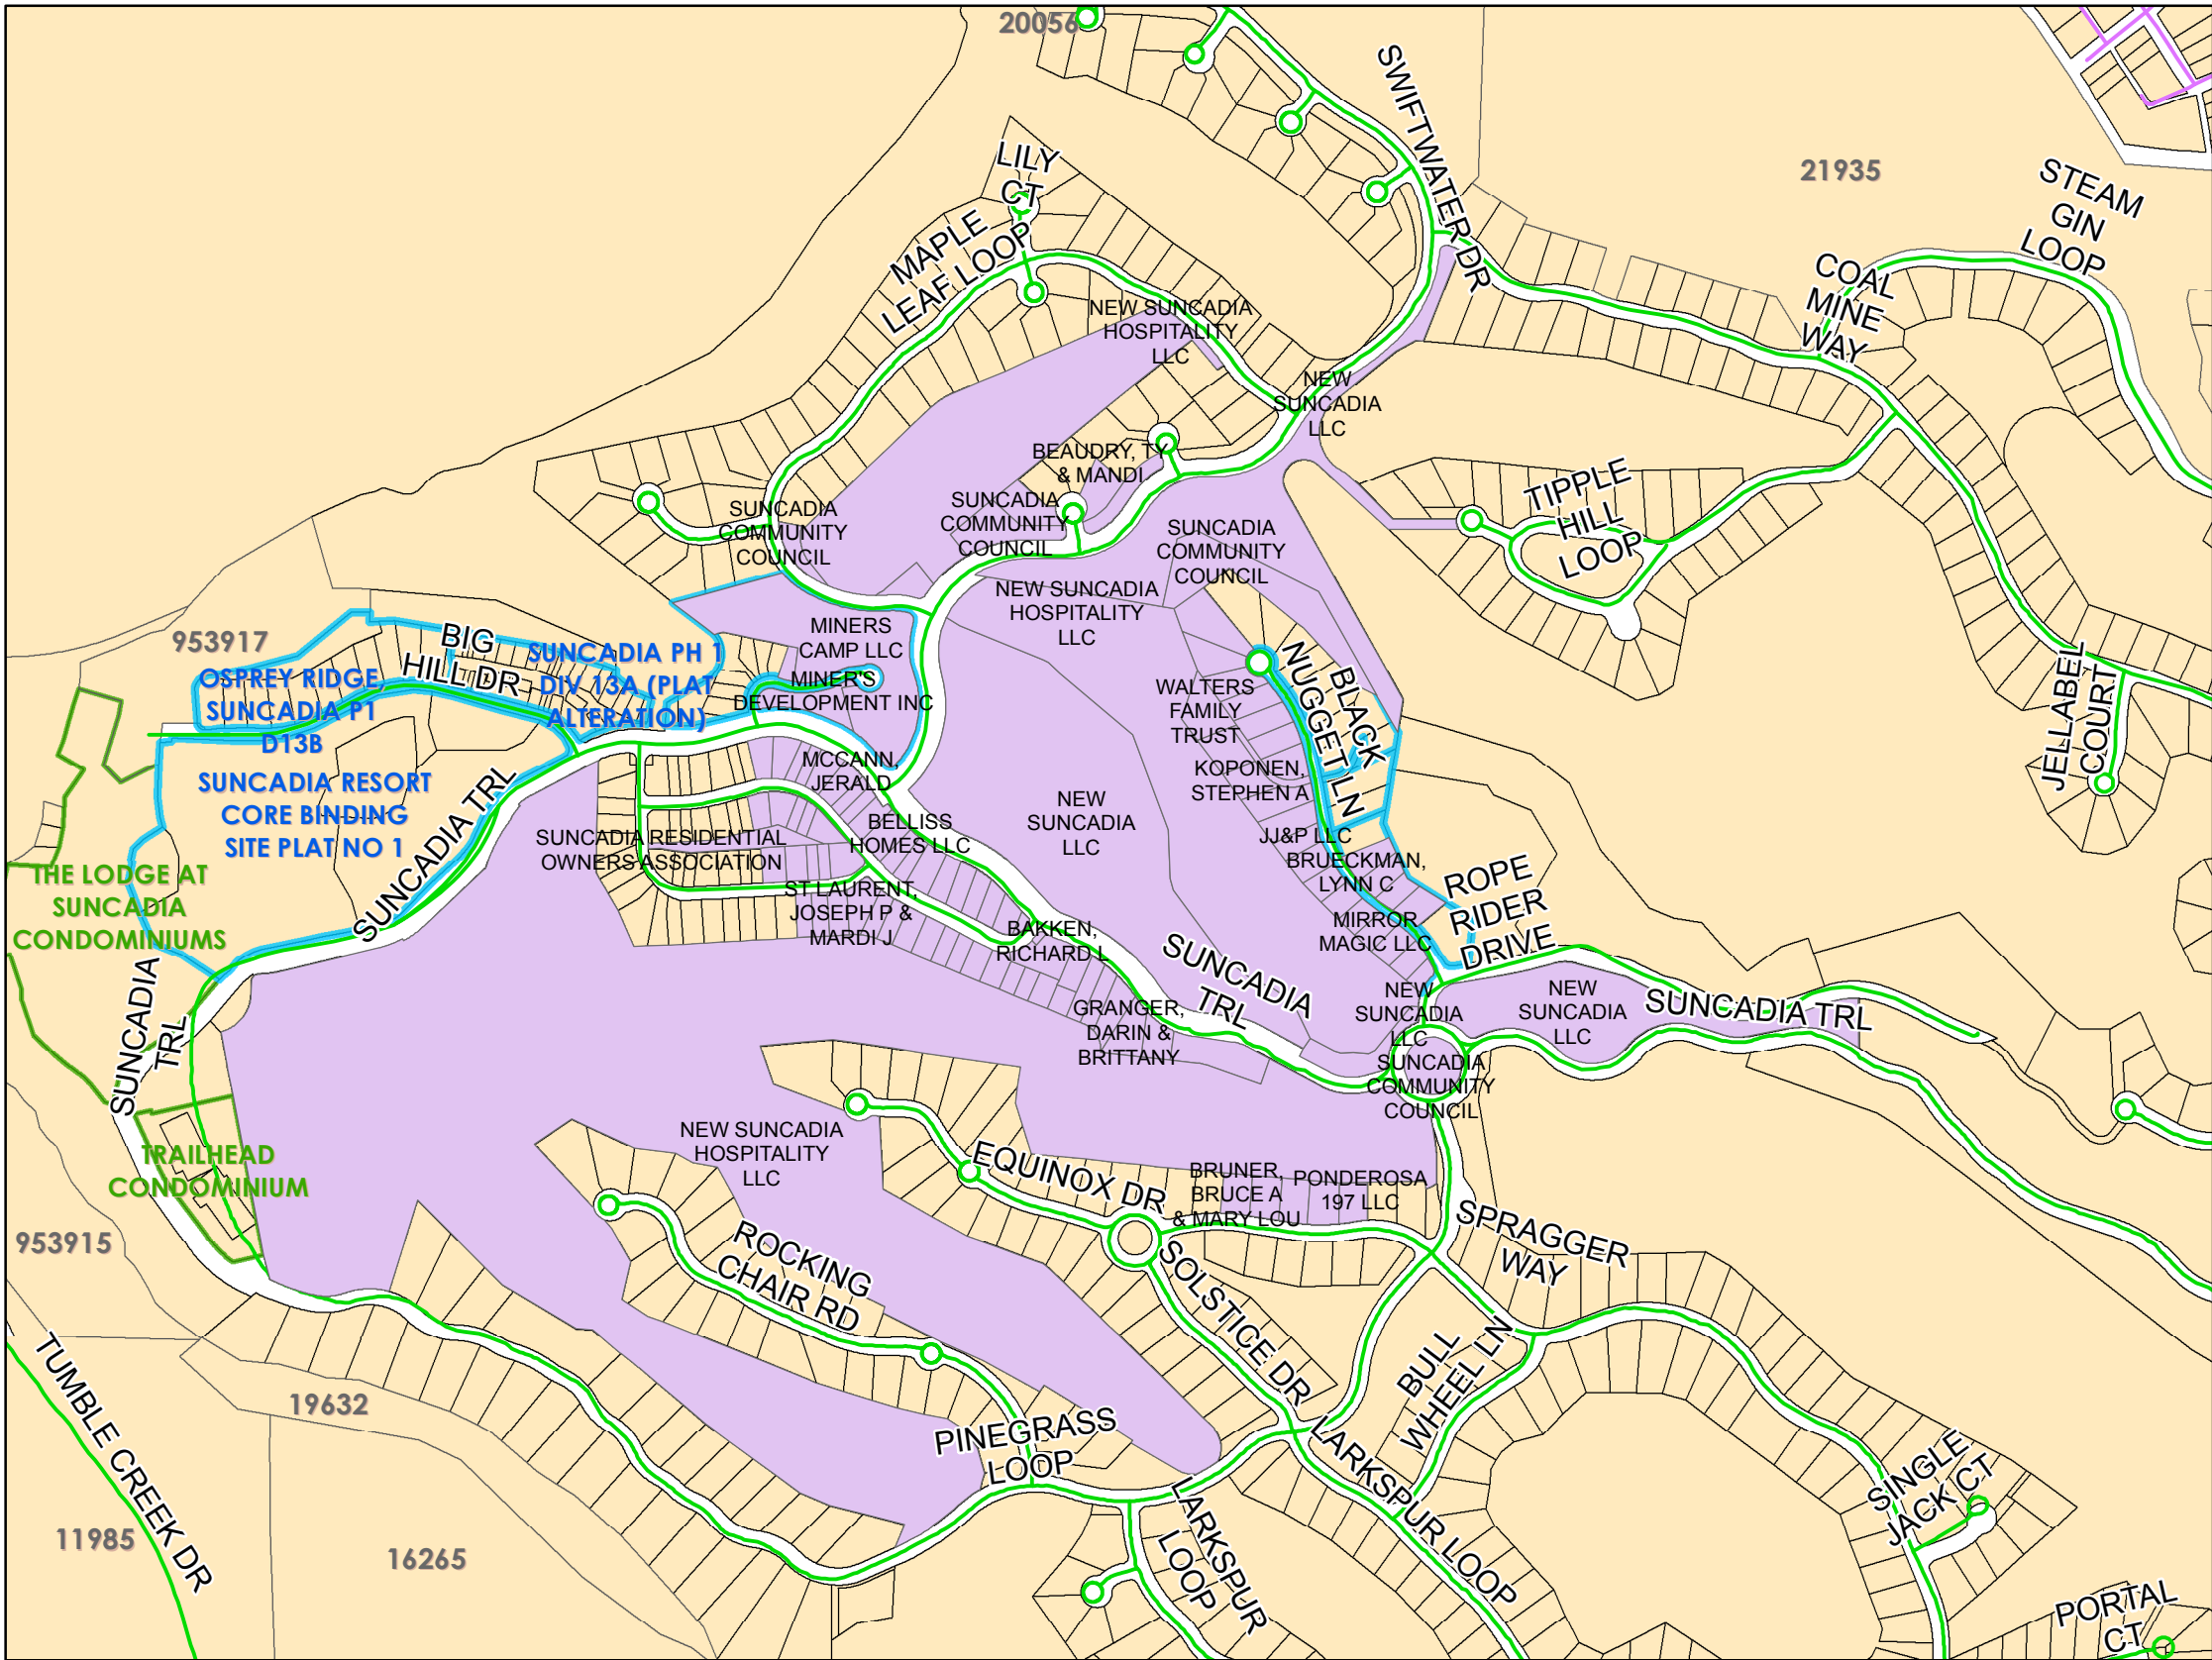 20056
SWIFTWATER DR
21935
LILY
CT
STEAM
GIN
LOOP
MAPLE
LEAF LOOP
COAL
MINE
WAY
NEW SUNCADIA
HOSPITALITY
LLC
NEW
SUNCADIA
LLC
BEAUDRY, TY
& MANDI
TIPPLE
HILL
LOOP
SUNCADIA
COMMUNITY
COUNCIL
SUNCADIA
COMMUNITY
COUNCIL
SUNCADIA
COMMUNITY
COUNCIL
NEW SUNCADIA
HOSPITALITY
LLC
953917
BIG
HILL DR
SUNCADIA PH 1
DIV 13A (PLAT
ALTERATION)
MINERS
CAMP LLC
MINER'S
DEVELOPMENT INC
OSPREY RIDGE,
SUNCADIA P1
D13B
BLACK
NUGGET LN
WALTERS
FAMILY
TRUST
JELLABEL
COURT
SUNCADIA RESORT
CORE BINDING
SITE PLAT NO 1
SUNCADIA TRL
MCCANN,
JERALD
KOPONEN,
STEPHEN A
NEW
SUNCADIA
LLC
SUNCADIA RESIDENTIAL
OWNERS ASSOCIATION
BELLISS
HOMES LLC
JJ&P LLC
BRUECKMAN,
LYNN C
THE LODGE AT
SUNCADIA
CONDOMINIUMS
ST LAURENT,
JOSEPH P &
MARDI J
BAKKEN,
RICHARD L
MIRROR
MAGIC LLC
ROPE
RIDER
DRIVE
SUNCADIA
TRL
SUNCADIA
TRL
GRANGER,
DARIN &
BRITTANY
NEW
SUNCADIA
LLC
NEW
SUNCADIA
LLC
SUNCADIA TRL
SUNCADIA
COMMUNITY
COUNCIL
TRAILHEAD
CONDOMINIUM
NEW SUNCADIA
HOSPITALITY
LLC
EQUINOX DR
BRUNER,
BRUCE A
& MARY LOU
PONDEROSA
197 LLC
953915
ROCKING
CHAIR RD
SOLSTICE DR
SPRAGGER
WAY
BULL
WHEEL LN
TUMBLE CREEK DR
19632
PINEGRASS
LOOP
LARKSPUR LOOP
LARKSPUR
LOOP
SINGLE
JACK CT
11985
16265
PORTAL
CT